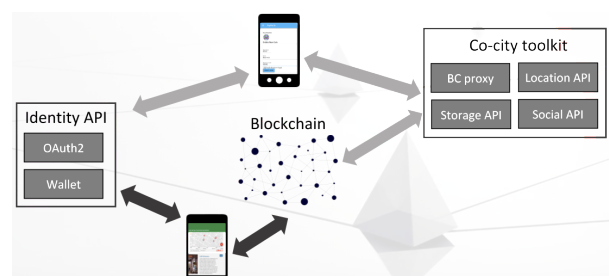 Co-city toolkit
BC proxy
Location API
Storage API
Social API
Identity API
OAuth2
Wallet
Blockchain